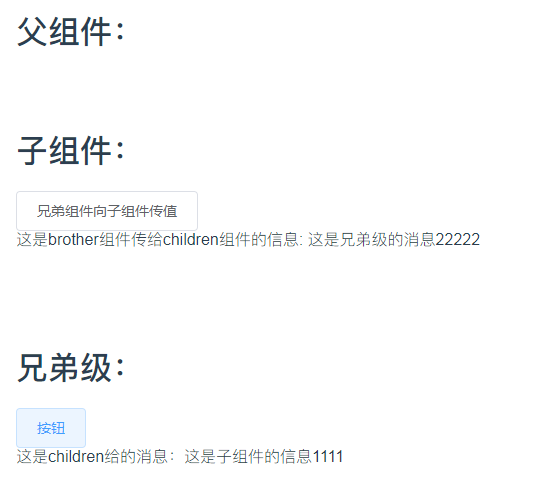 父组件：
子组件：
兄弟组件向子组件传值
这是brother组件传给children组件的信息: 这是兄弟级的消息22222
兄弟级：
按钮
这是children给的消息：这是子组件的信息1111